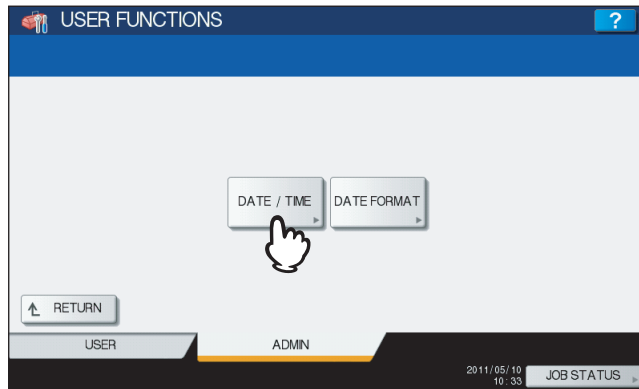 USER FUNCTIONS
?
DATE / TIME
DATE FORMAT
RETURN
USER
ADMIN
2011/05/10
10:33
JOB STATUS